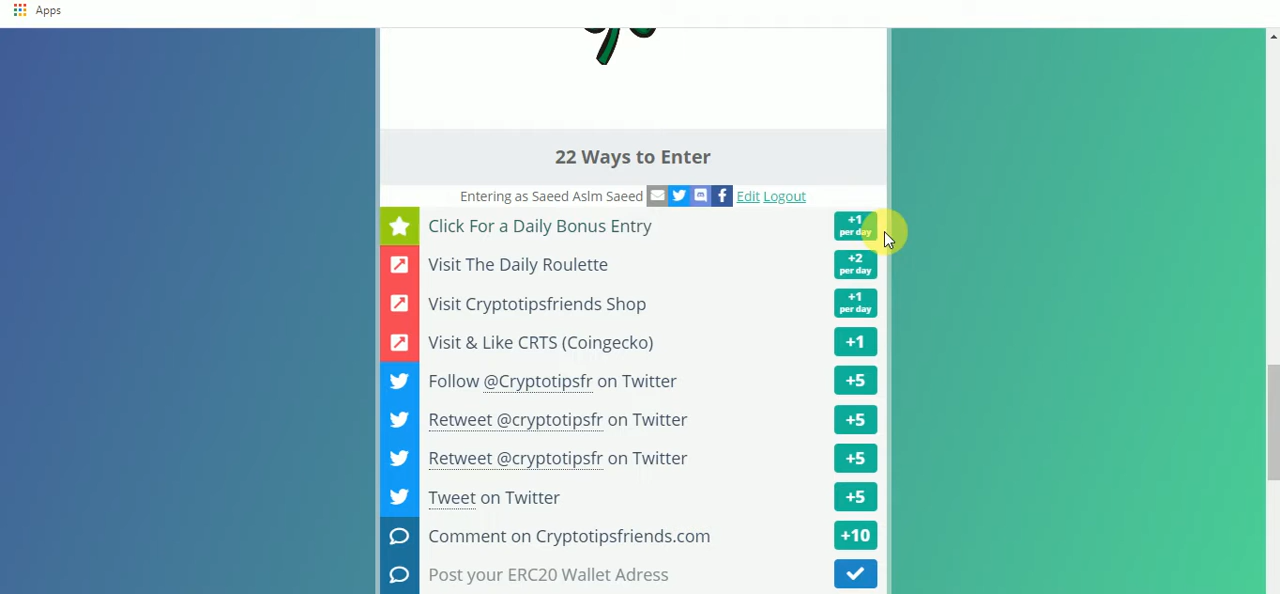 Apps
22 Ways to Enter
Entering as Saeed Aslm Saeed Edit Logout
Click For a Daily Bonus Entry +1 per day
Visit The Daily Roulette +2 per day
Visit Cryptotipsfriends Shop +1 per day
Visit & Like CRTS (Coingecko) +1
Follow @Cryptotipsfr on Twitter +5
Retweet @cryptotipsfr on Twitter +5
Retweet @cryptotipsfr on Twitter +5
Tweet on Twitter +5
Comment on Cryptotipsfriends.com +10
Post your ERC20 Wallet Adress